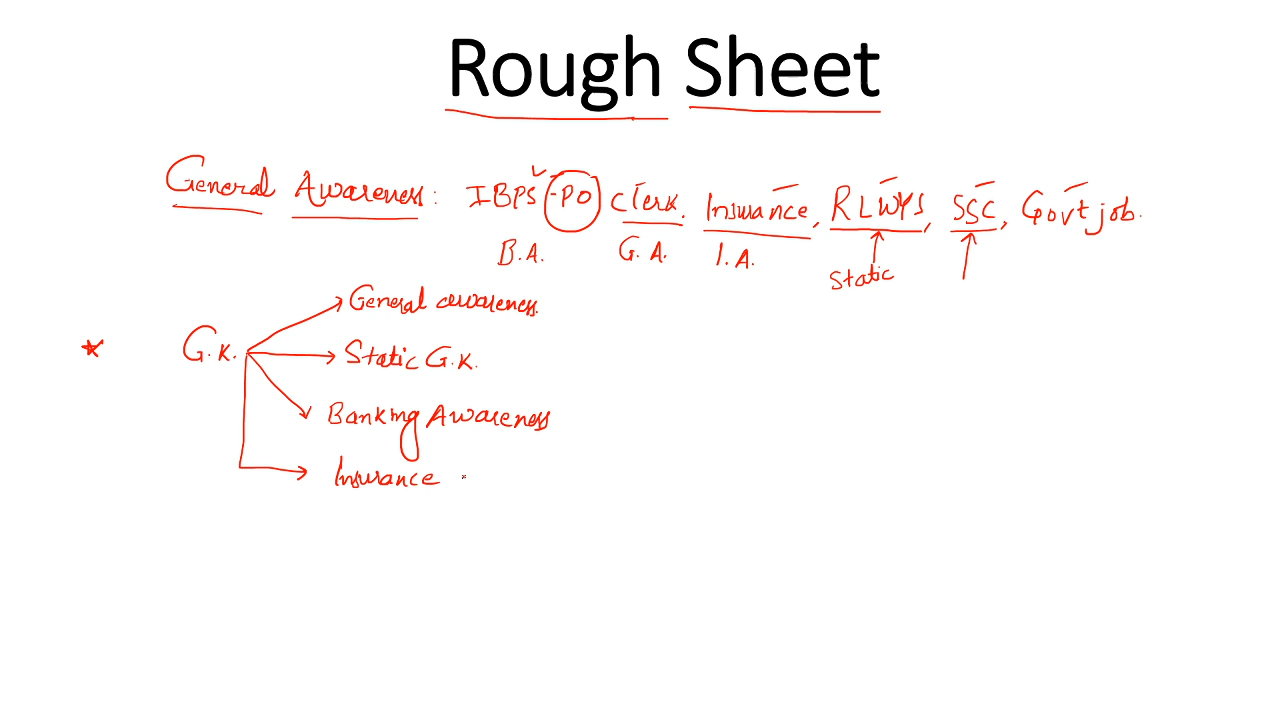 Rough Sheet
General Awareness: IBPS-PO Clerk, Insurance, RLWYS, SSC, Govt job.
B.A. G.A. I.A. Static
General awareness.
G.K.
Static G.K.
Banking Awareness
Insurance